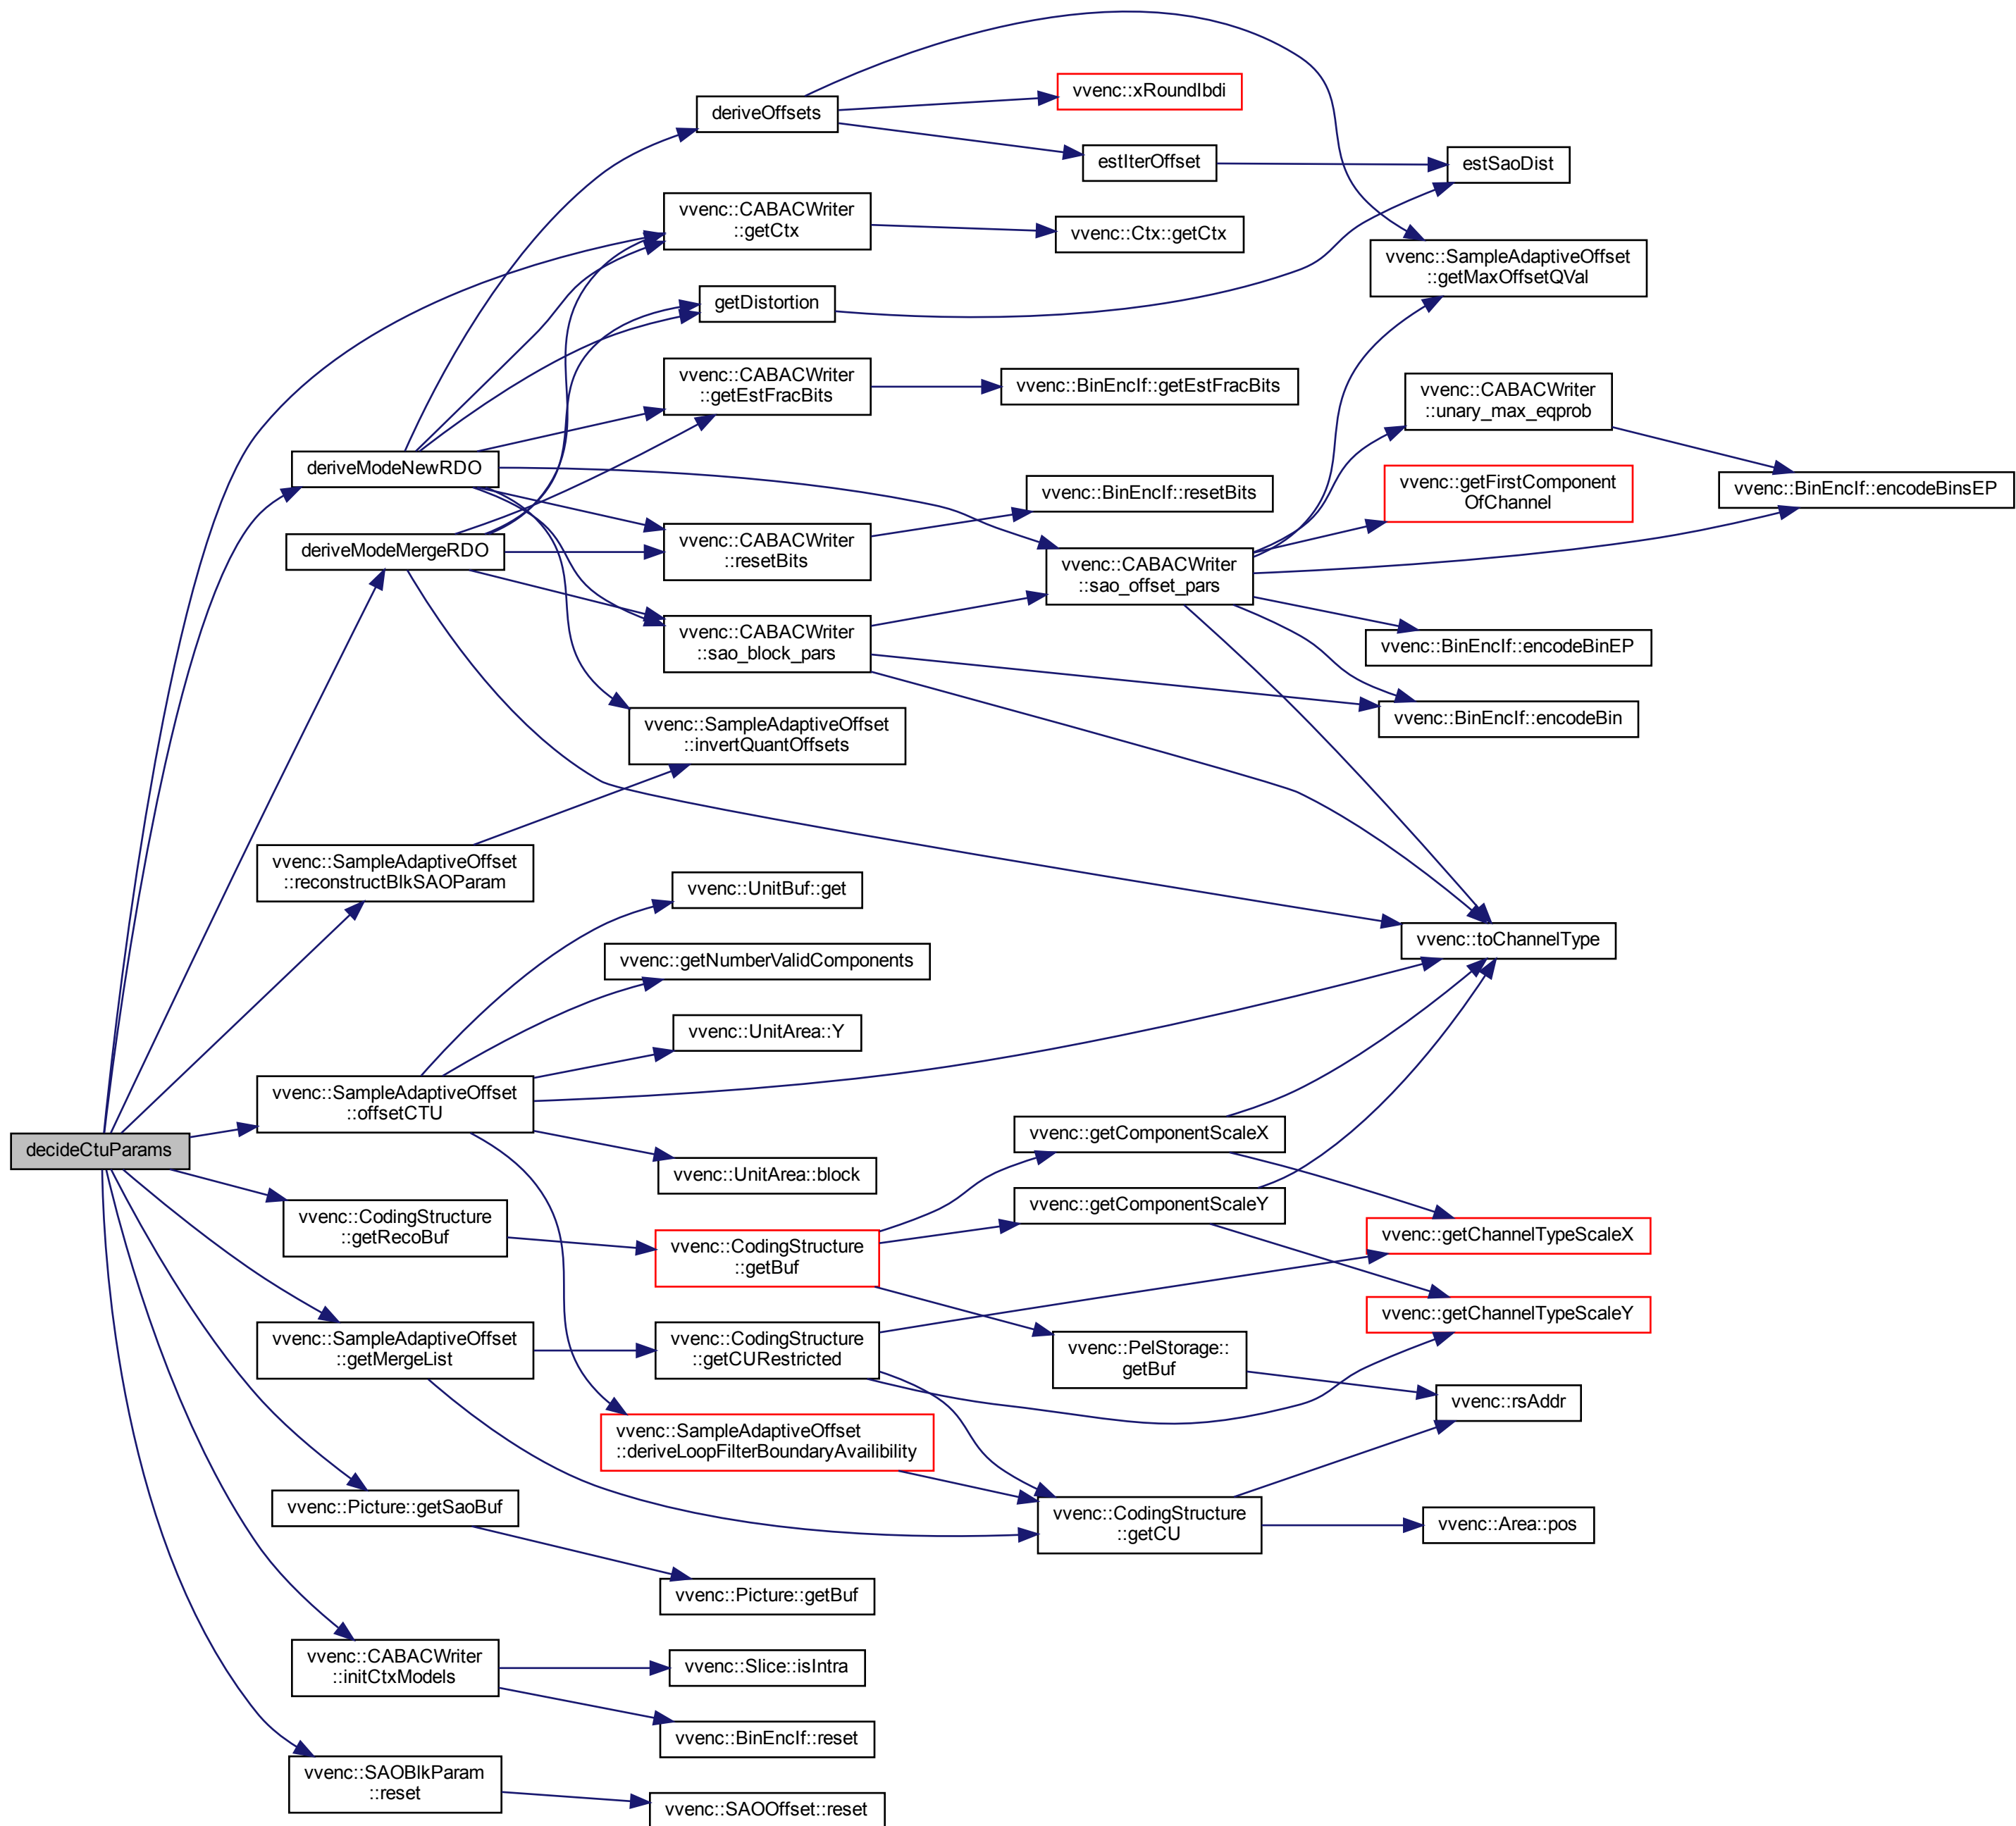 deriveOffsets
vvenc::xRoundIbdi
estIterOffset
estSaoDist
vvenc::CABACWriter
::getCtx
vvenc::Ctx::getCtx
vvenc::SampleAdaptiveOffset
::getMaxOffsetQVal
getDistortion
vvenc::CABACWriter
::getEstFracBits
vvenc::BinEncIf::getEstFracBits
vvenc::CABACWriter
::unary_max_eqprob
deriveModeNewRDO
vvenc::getFirstComponent
OfChannel
vvenc::BinEncIf::resetBits
vvenc::BinEncIf::encodeBinsEP
deriveModeMergeRDO
vvenc::CABACWriter
::resetBits
vvenc::CABACWriter
::sao_offset_pars
vvenc::CABACWriter
::sao_block_pars
vvenc::BinEncIf::encodeBinEP
vvenc::BinEncIf::encodeBin
vvenc::SampleAdaptiveOffset
::invertQuantOffsets
vvenc::SampleAdaptiveOffset
::reconstructBlkSAOParam
vvenc::UnitBuf::get
vvenc::toChannelType
vvenc::getNumberValidComponents
vvenc::UnitArea::Y
vvenc::SampleAdaptiveOffset
::offsetCTU
decideCtuParams
vvenc::getComponentScaleX
vvenc::UnitArea::block
vvenc::getComponentScaleY
vvenc::CodingStructure
::getRecoBuf
vvenc::CodingStructure
::getBuf
vvenc::getChannelTypeScaleX
vvenc::getChannelTypeScaleY
vvenc::SampleAdaptiveOffset
::getMergeList
vvenc::CodingStructure
::getCURestricted
vvenc::PelStorage::
getBuf
vvenc::rsAddr
vvenc::SampleAdaptiveOffset
::deriveLoopFilterBoundaryAvailibility
vvenc::Picture::getSaoBuf
vvenc::CodingStructure
::getCU
vvenc::Area::pos
vvenc::Picture::getBuf
vvenc::CABACWriter
::initCtxModels
vvenc::Slice::isIntra
vvenc::BinEncIf::reset
vvenc::SAOBlkParam
::reset
vvenc::SAOOffset::reset